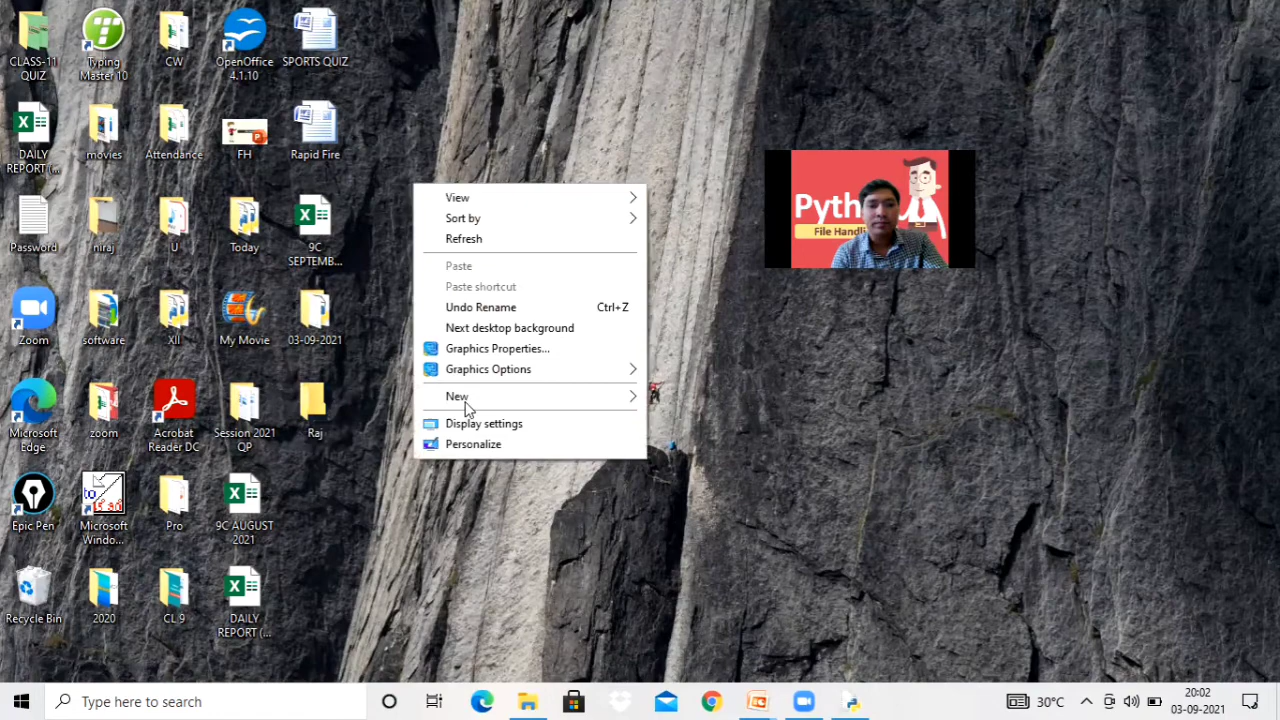 CLASS-11
QUIZ
Typing
Master 10
CW
OpenOffice
4.1.10
SPORTS QUIZ
DAILY
REPORT (...
movies
Attendance
FH
Rapid Fire
Password
niraj
U
Today
9C
SEPTEMB...
Zoom
software
XII
My Movie
03-09-2021
Microsoft
Edge
zoom
Acrobat
Reader DC
Session 2021
QP
Raj
Epic Pen
Microsoft
Windo...
Pro
9C AUGUST
2021
Recycle Bin
2020
CL 9
DAILY
REPORT (...
View
Sort by
Refresh
Paste
Paste shortcut
Undo Rename Ctrl+Z
Next desktop background
Graphics Properties...
Graphics Options
New
Display settings
Personalize
Type here to search
30°C
20:02
03-09-2021